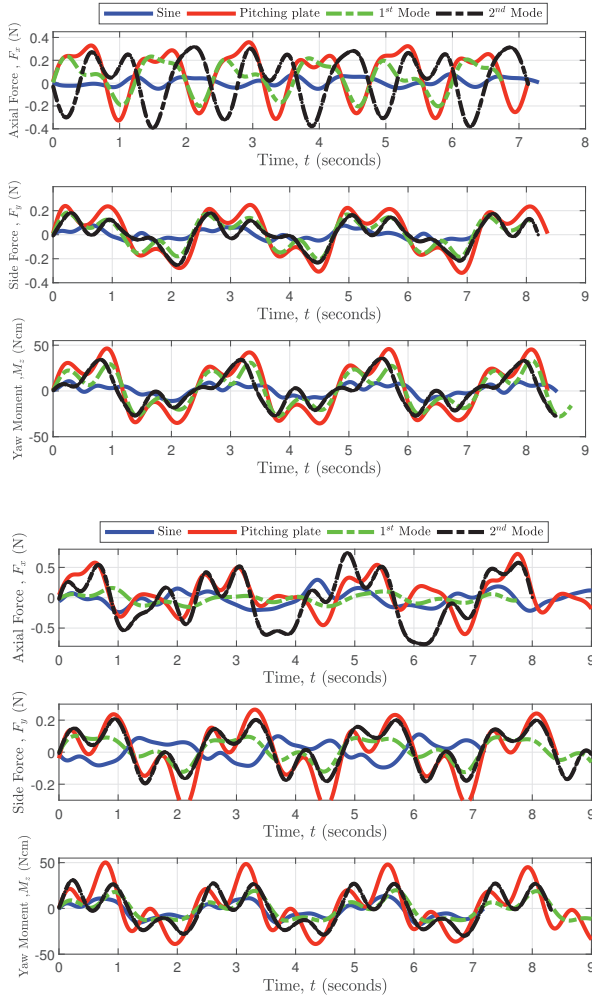 Sine Pitching plate 1st Mode 2nd Mode
Axial Force , Fx (N)
0.4
0.2
0
-0.2
-0.4
0 1 2 3 4 5 6 7 8
Time, t (seconds)
Side Force , Fy (N)
0.2
0
-0.2
-0.4
0 1 2 3 4 5 6 7 8 9
Time, t (seconds)
Yaw Moment ,Mz (Ncm)
50
0
-50
0 1 2 3 4 5 6 7 8 9
Time, t (seconds)
Sine Pitching plate 1st Mode 2nd Mode
Axial Force , Fx (N)
0.5
0
-0.5
0 1 2 3 4 5 6 7 8 9
Time, t (seconds)
Side Force , Fy (N)
0.2
0
-0.2
0 1 2 3 4 5 6 7 8 9
Time, t (seconds)
Yaw Moment ,Mz (Ncm)
50
0
-50
0 1 2 3 4 5 6 7 8 9
Time, t (seconds)